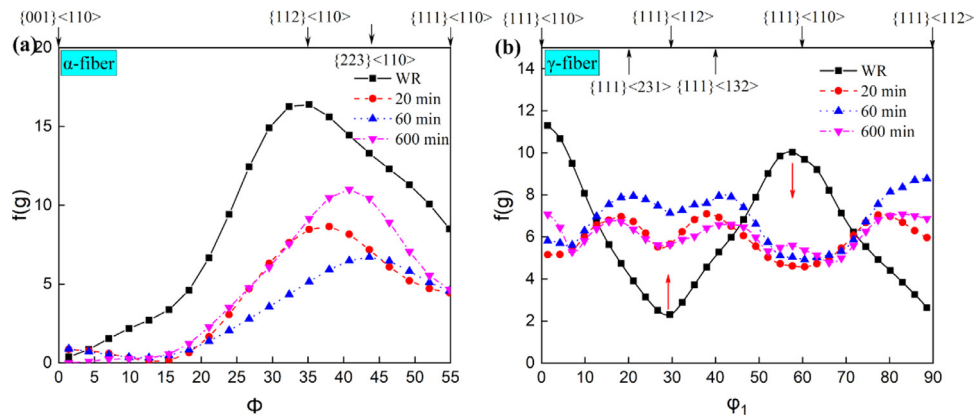 {001}<110> {112}<110> {111}<110>
(a)
α-fiber
{223}<110>
WR
20 min
60 min
600 min
f(g)
20
15
10
5
0
0 5 10 15 20 25 30 35 40 45 50 55
Φ
{111}<110> {111}<112> {111}<110> {111}<112>
(b)
γ-fiber
{111}<231> {111}<132>
WR
20 min
60 min
600 min
f(g)
15
14
12
10
8
6
4
2
0
0 10 20 30 40 50 60 70 80 90
φ1